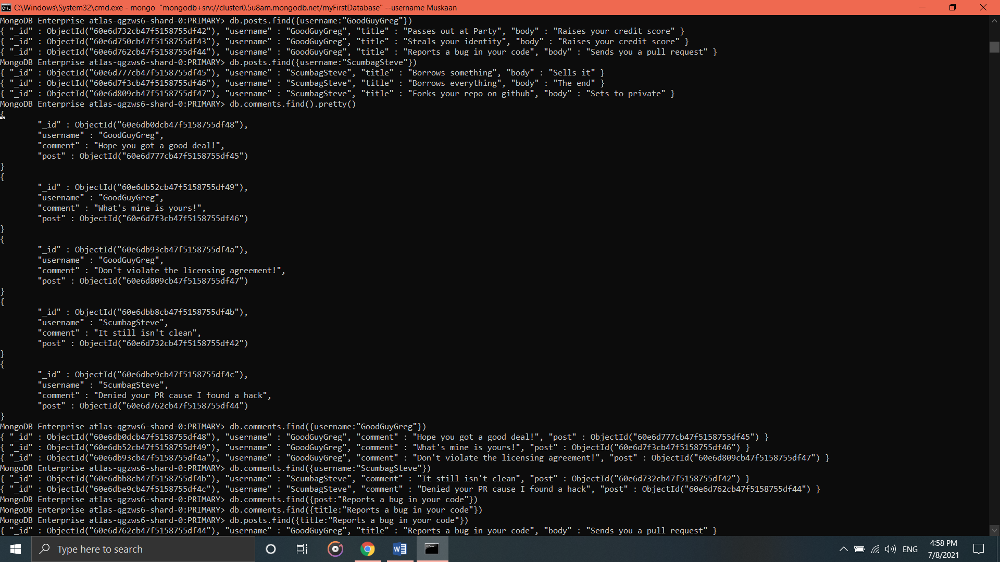 C:\Windows\System32\cmd.exe - mongo  "mongodb+srv://cluster0.5u8am.mongodb.net/myFirstDatabase" --username Muskaan
MongoDB Enterprise atlas-qgzws6-shard-0:PRIMARY> db.posts.find({username:"GoodGuyGreg"})
{ "_id" : ObjectId("60e6d732cb47f5158755df42"), "username" : "GoodGuyGreg", "title" : "Passes out at Party", "body" : "Raises your credit score" }
{ "_id" : ObjectId("60e6d750cb47f5158755df43"), "username" : "GoodGuyGreg", "title" : "Steals your identity", "body" : "Raises your credit score" }
{ "_id" : ObjectId("60e6d762cb47f5158755df44"), "username" : "GoodGuyGreg", "title" : "Reports a bug in your code", "body" : "Sends you a pull request" }
MongoDB Enterprise atlas-qgzws6-shard-0:PRIMARY> db.posts.find({username:"ScumbagSteve"})
{ "_id" : ObjectId("60e6d777cb47f5158755df45"), "username" : "ScumbagSteve", "title" : "Borrows something", "body" : "Sells it" }
{ "_id" : ObjectId("60e6d7f3cb47f5158755df46"), "username" : "ScumbagSteve", "title" : "Borrows everything", "body" : "The end" }
{ "_id" : ObjectId("60e6d809cb47f5158755df47"), "username" : "ScumbagSteve", "title" : "Forks your repo on github", "body" : "Sets to private" }
MongoDB Enterprise atlas-qgzws6-shard-0:PRIMARY> db.comments.find().pretty()
{
"_id" : ObjectId("60e6db0dcb47f5158755df48"),
"username" : "GoodGuyGreg",
"comment" : "Hope you got a good deal!",
"post" : ObjectId("60e6d777cb47f5158755df45")
}
{
"_id" : ObjectId("60e6db52cb47f5158755df49"),
"username" : "GoodGuyGreg",
"comment" : "What's mine is yours!",
"post" : ObjectId("60e6d7f3cb47f5158755df46")
}
{
"_id" : ObjectId("60e6db93cb47f5158755df4a"),
"username" : "GoodGuyGreg",
"comment" : "Don't violate the licensing agreement!",
"post" : ObjectId("60e6d809cb47f5158755df47")
}
{
"_id" : ObjectId("60e6dbb8cb47f5158755df4b"),
"username" : "ScumbagSteve",
"comment" : "It still isn't clean",
"post" : ObjectId("60e6d732cb47f5158755df42")
}
{
"_id" : ObjectId("60e6dbe9cb47f5158755df4c"),
"username" : "ScumbagSteve",
"comment" : "Denied your PR cause I found a hack",
"post" : ObjectId("60e6d762cb47f5158755df44")
}
MongoDB Enterprise atlas-qgzws6-shard-0:PRIMARY> db.comments.find({username:"GoodGuyGreg"})
{ "_id" : ObjectId("60e6db0dcb47f5158755df48"), "username" : "GoodGuyGreg", "comment" : "Hope you got a good deal!", "post" : ObjectId("60e6d777cb47f5158755df45") }
{ "_id" : ObjectId("60e6db52cb47f5158755df49"), "username" : "GoodGuyGreg", "comment" : "What's mine is yours!", "post" : ObjectId("60e6d7f3cb47f5158755df46") }
{ "_id" : ObjectId("60e6db93cb47f5158755df4a"), "username" : "GoodGuyGreg", "comment" : "Don't violate the licensing agreement!", "post" : ObjectId("60e6d809cb47f5158755df47") }
MongoDB Enterprise atlas-qgzws6-shard-0:PRIMARY> db.comments.find({username:"ScumbagSteve"})
{ "_id" : ObjectId("60e6dbb8cb47f5158755df4b"), "username" : "ScumbagSteve", "comment" : "It still isn't clean", "post" : ObjectId("60e6d732cb47f5158755df42") }
{ "_id" : ObjectId("60e6dbe9cb47f5158755df4c"), "username" : "ScumbagSteve", "comment" : "Denied your PR cause I found a hack", "post" : ObjectId("60e6d762cb47f5158755df44") }
MongoDB Enterprise atlas-qgzws6-shard-0:PRIMARY> db.comments.find({post:"Reports a bug in your code"})
MongoDB Enterprise atlas-qgzws6-shard-0:PRIMARY> db.comments.find({title:"Reports a bug in your code"})
MongoDB Enterprise atlas-qgzws6-shard-0:PRIMARY> db.posts.find({title:"Reports a bug in your code"})
{ "_id" : ObjectId("60e6d762cb47f5158755df44"), "username" : "GoodGuyGreg", "title" : "Reports a bug in your code", "body" : "Sends you a pull request" }
Type here to search
ENG
4:58 PM
7/8/2021